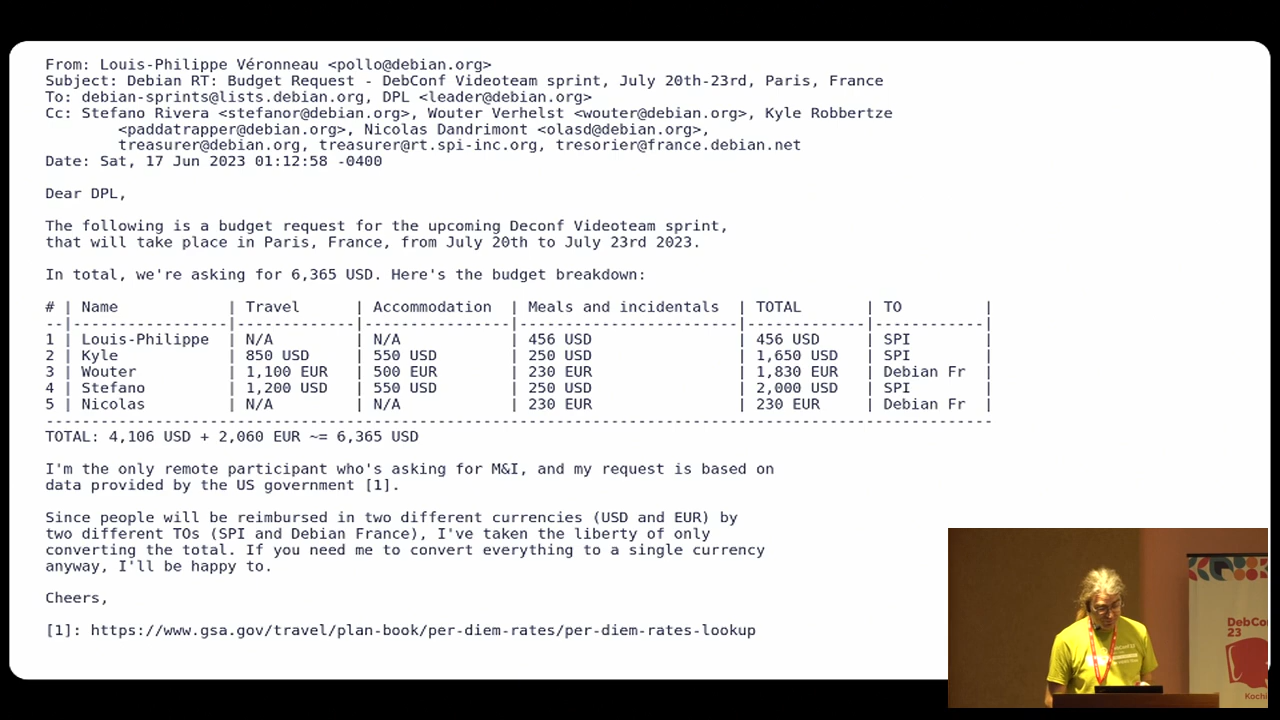 From: Louis-Philippe Véronneau <pollo@debian.org>
Subject: Debian RT: Budget Request - DebConf Videoteam sprint, July 20th-23rd, Paris, France
To: debian-sprints@lists.debian.org, DPL <leader@debian.org>
Cc: Stefano Rivera <stefanor@debian.org>, Wouter Verhelst <wouter@debian.org>, Kyle Robbertze
<paddatrapper@debian.org>, Nicolas Dandrimont <olasd@debian.org>,
treasurer@debian.org, treasurer@rt.spi-inc.org, tresorier@france.debian.net
Date: Sat, 17 Jun 2023 01:12:58 -0400
Dear DPL,
The following is a budget request for the upcoming Deconf Videoteam sprint,
that will take place in Paris, France, from July 20th to July 23rd 2023.
In total, we're asking for 6,365 USD. Here's the budget breakdown:
# | Name | Travel | Accommodation | Meals and incidentals | TOTAL | TO |
--|-----------------|-------------|----------------|------------------------|-------------|------------|
1 | Louis-Philippe | N/A | N/A | 456 USD | 456 USD | SPI |
2 | Kyle | 850 USD | 550 USD | 250 USD | 1,650 USD | SPI |
3 | Wouter | 1,100 EUR | 500 EUR | 230 EUR | 1,830 EUR | Debian Fr |
4 | Stefano | 1,200 USD | 550 USD | 250 USD | 2,000 USD | SPI |
5 | Nicolas | N/A | N/A | 230 EUR | 230 EUR | Debian Fr |
--------------------------------------------------------------------------------------------------------
TOTAL: 4,106 USD + 2,060 EUR ~= 6,365 USD
I'm the only remote participant who's asking for M&I, and my request is based on
data provided by the US government [1].
Since people will be reimbursed in two different currencies (USD and EUR) by
two different TOs (SPI and Debian France), I've taken the liberty of only
converting the total. If you need me to convert everything to a single currency
anyway, I'll be happy to.
Cheers,
[1]: https://www.gsa.gov/travel/plan-book/per-diem-rates/per-diem-rates-lookup
23
Kochi